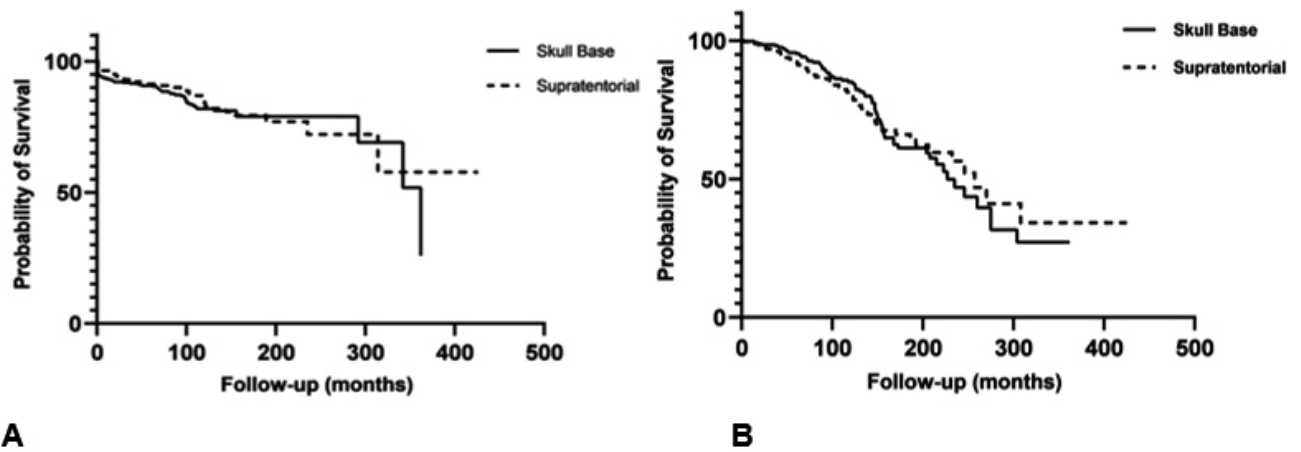 Skull Base
Supratentorial
Probability of Survival
100
50
0
0 100 200 300 400 500
Follow-up (months)
A
Skull Base
Supratentorial
Probability of Survival
100
50
0
0 100 200 300 400 500
Follow-up (months)
B